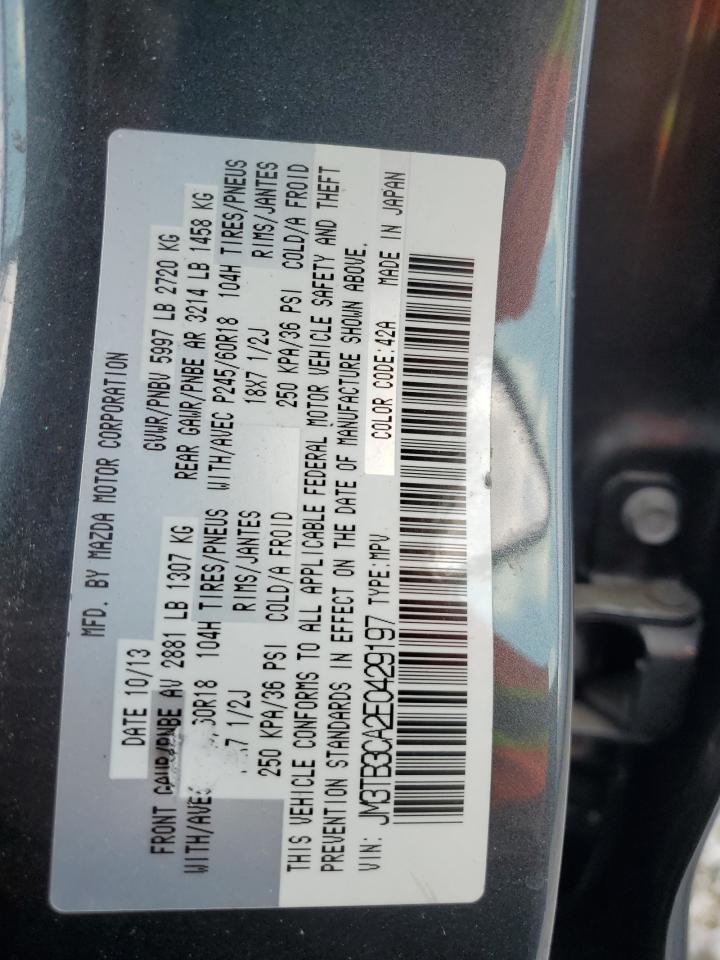 MFD. BY MAZDA MOTOR CORPORATION
DATE 10/13 GVWR/PNBV 5997 LB 2720 KG
FRONT GAWR/PNBE AV 2881 LB 1307 KG REAR GAWR/PNBE AR 3214 LB 1458 KG
WITH/AVEC 60R18 104H TIRES/PNEUS WITH/AVEC P245/60R18 104H TIRES/PNEUS
1/2J RIMS/JANTES 18X7 1/2J RIMS/JANTES
250 KPA/36 PSI COLD/A FROID 250 KPA/36 PSI COLD/A FROID
THIS VEHICLE CONFORMS TO ALL APPLICABLE FEDERAL MOTOR VEHICLE SAFETY AND THEFT
PREVENTION STANDARDS IN EFFECT ON THE DATE OF MANUFACTURE SHOWN ABOVE.
VIN: JM3TB3CA2E0429197 TYPE:MPV COLOR CODE:42A MADE IN JAPAN